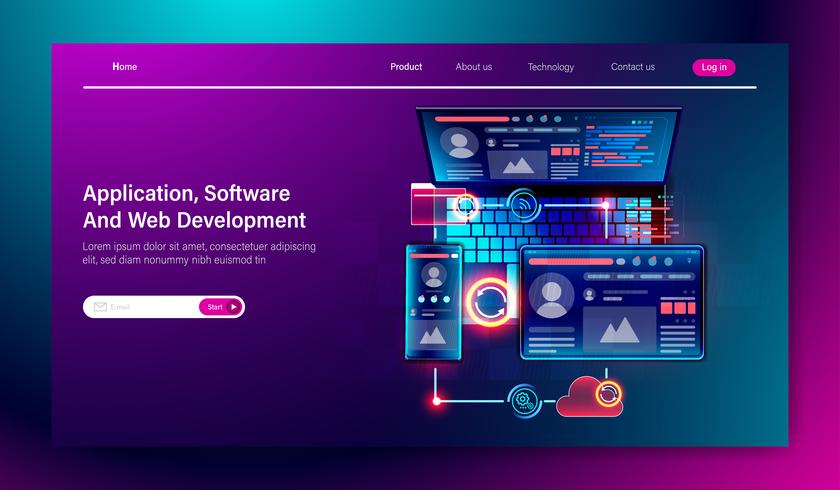 Home
Product
About us
Technology
Contact us
Log in
Application, Software
And Web Development
Lorem ipsum dolor sit amet, consectetuer adipiscing
elit, sed diam nonummy nibh euismod tin
E-mail
Start